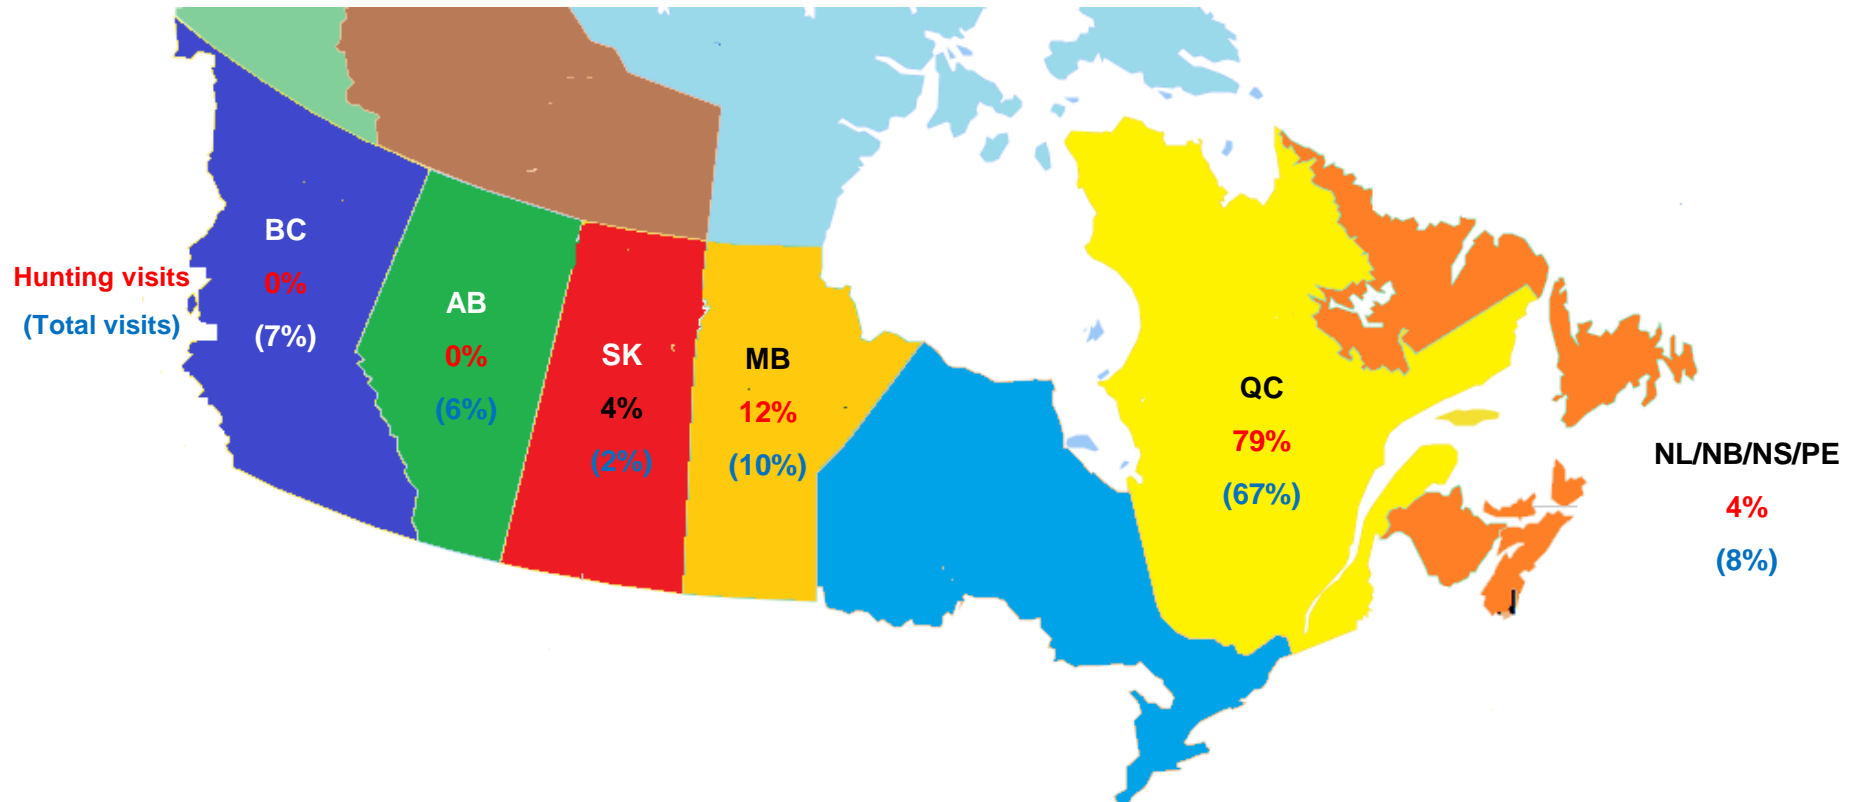 Hunting visits
(Total visits)
BC
0%
(7%)
AB
0%
(6%)
SK
4%
(2%)
MB
12%
(10%)
QC
79%
(67%)
NL/NB/NS/PE
4%
(8%)